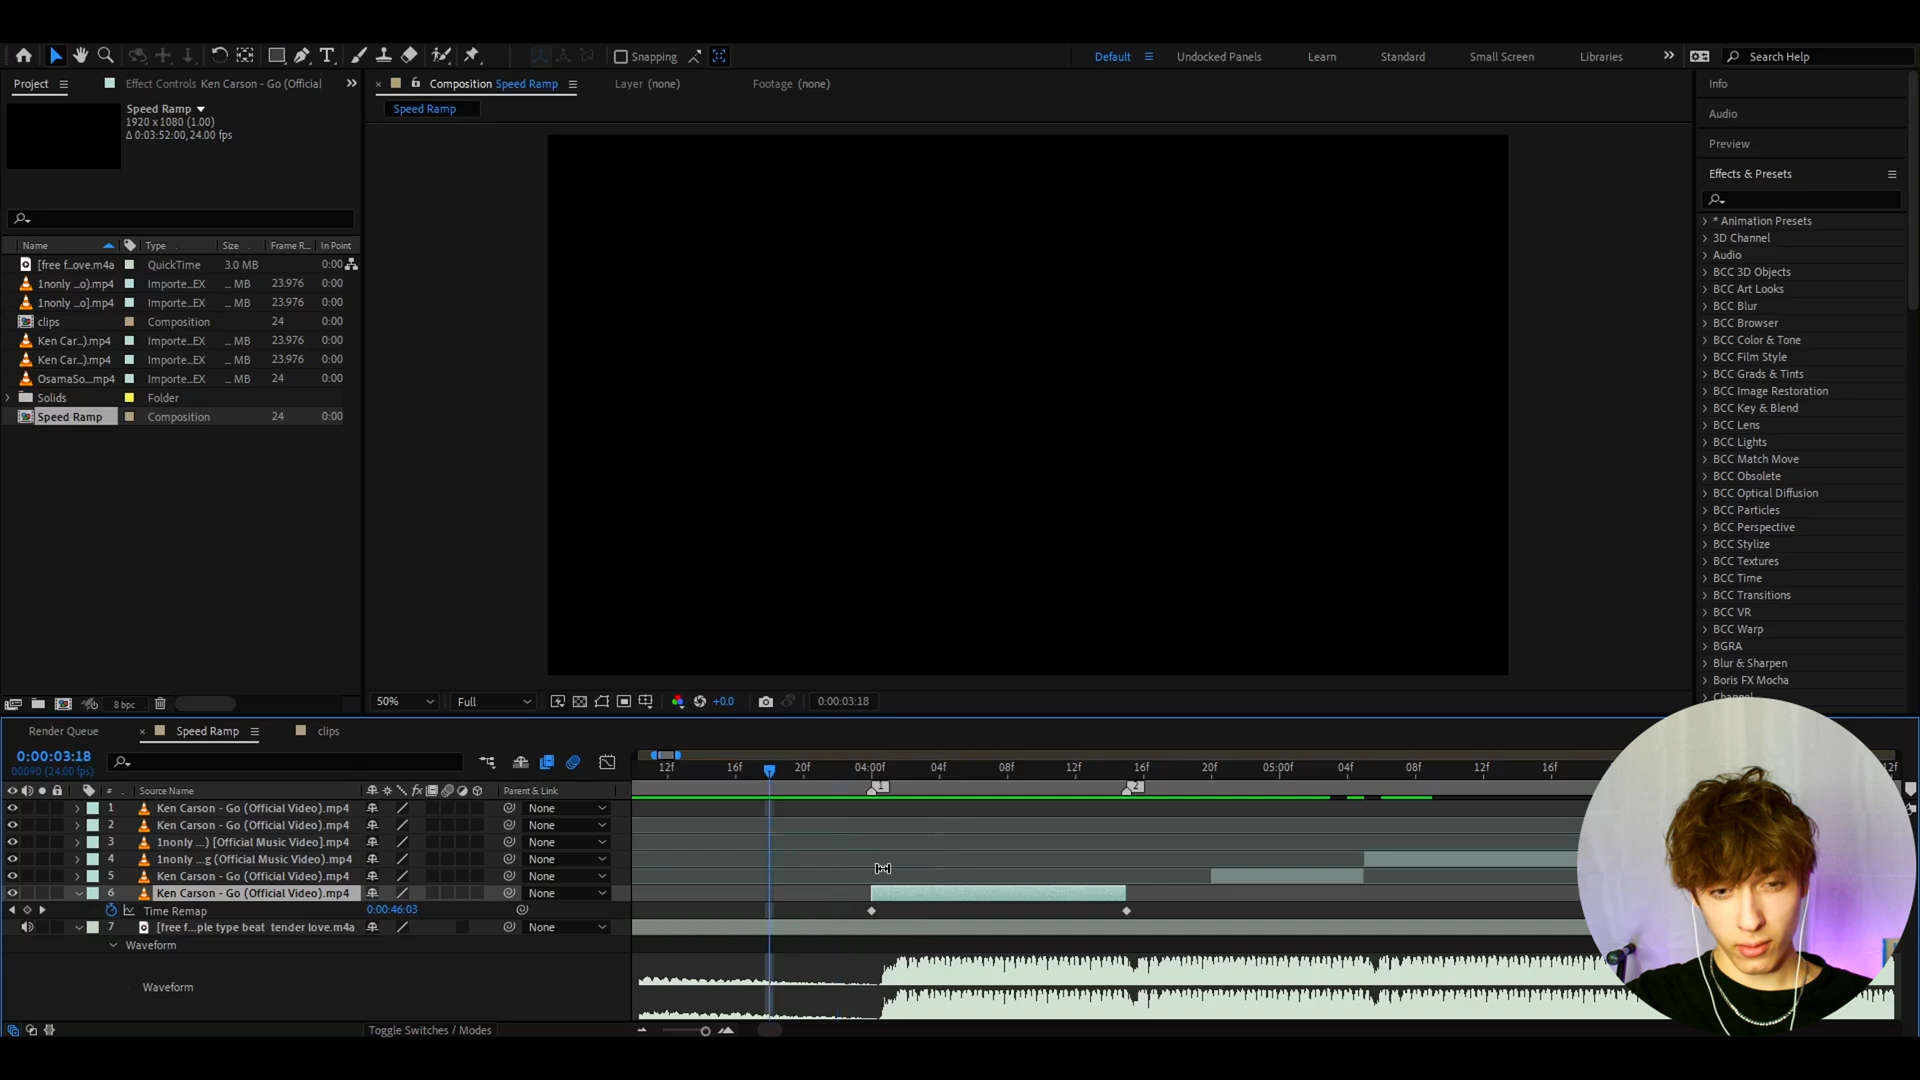 Snapping
Default
Undocked Panels
Learn
Standard
Small Screen
Libraries
Search Help
Project
Effect Controls Ken Carson - Go (Official
Composition Speed Ramp
Layer (none)
Footage (none)
Info
Speed Ramp
1920 x 1080 (1.00)
Δ 0:03:52:00, 24.00 fps
Speed Ramp
Audio
Preview
Effects & Presets
Name Type Size Frame R... In Point
[free f...ove.m4a QuickTime 3.0 MB 0:00
1nonly ...o).mp4 Importe...EX ... MB 23.976 0:00
1nonly ...o].mp4 Importe...EX ... MB 23.976 0:00
clips Composition 24 0:00
Ken Car...).mp4 Importe...EX ... MB 23.976 0:00
Ken Car...).mp4 Importe...EX ... MB 23.976 0:00
OsamaSo...mp4 Importe...EX ... MB 24 0:00
Solids Folder
Speed Ramp Composition 24 0:00
* Animation Presets
3D Channel
Audio
BCC 3D Objects
BCC Art Looks
BCC Blur
BCC Browser
BCC Color & Tone
BCC Film Style
BCC Grads & Tints
BCC Image Restoration
BCC Key & Blend
BCC Lens
BCC Lights
BCC Match Move
BCC Obsolete
BCC Optical Diffusion
BCC Particles
BCC Perspective
BCC Stylize
BCC Textures
BCC Time
BCC Transitions
BCC VR
BCC Warp
BGRA
Blur & Sharpen
Boris FX Mocha
8 bpc
50%
Full
+0.0
0:00:03:18
Render Queue
Speed Ramp
clips
0:00:03:18
00090 (24.00 fps)
12f 16f 20f 04:00f 04f 08f 12f 16f 20f 05:00f 04f 08f 12f 16f
1 2
# Source Name
fx
Parent & Link
1 Ken Carson - Go (Official Video).mp4 None
2 Ken Carson - Go (Official Video).mp4 None
3 1nonly ...) [Official Music Video].mp4 None
4 1nonly ...g (Official Music Video).mp4 None
5 Ken Carson - Go (Official Video).mp4 None
6 Ken Carson - Go (Official Video).mp4 None
Time Remap 0:00:46:03
7 [free f...ple type beat tender love.m4a None
Waveform
Waveform
Toggle Switches / Modes